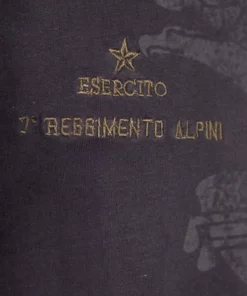 ESERCITO
7° REGGIMENTO ALPINI